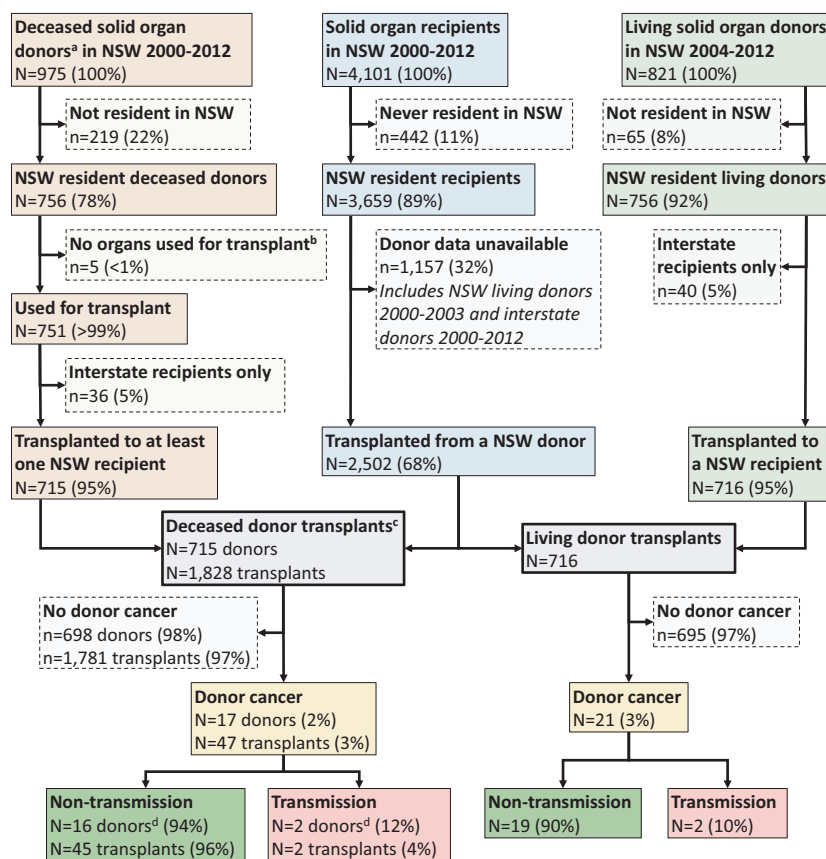 Deceased solid organ
donorsᵃ in NSW 2000-2012
N=975 (100%)
Solid organ recipients
in NSW 2000-2012
N=4,101 (100%)
Living solid organ donors
in NSW 2004-2012
N=821 (100%)
Not resident in NSW
n=219 (22%)
Never resident in NSW
n=442 (11%)
Not resident in NSW
n=65 (8%)
NSW resident deceased donors
N=756 (78%)
NSW resident recipients
N=3,659 (89%)
NSW resident living donors
N=756 (92%)
No organs used for transplantᵇ
n=5 (<1%)
Donor data unavailable
n=1,157 (32%)
Includes NSW living donors
2000-2003 and interstate
donors 2000-2012
Interstate
recipients only
n=40 (5%)
Used for transplant
N=751 (>99%)
Interstate recipients only
n=36 (5%)
Transplanted to at least
one NSW recipient
N=715 (95%)
Transplanted from a NSW donor
N=2,502 (68%)
Transplanted to
a NSW recipient
N=716 (95%)
Deceased donor transplantsᶜ
N=715 donors
N=1,828 transplants
Living donor transplants
N=716
No donor cancer
n=698 donors (98%)
n=1,781 transplants (97%)
No donor cancer
n=695 (97%)
Donor cancer
N=17 donors (2%)
N=47 transplants (3%)
Donor cancer
N=21 (3%)
Non-transmission
N=16 donorsᵈ (94%)
N=45 transplants (96%)
Transmission
N=2 donorsᵈ (12%)
N=2 transplants (4%)
Non-transmission
N=19 (90%)
Transmission
N=2 (10%)